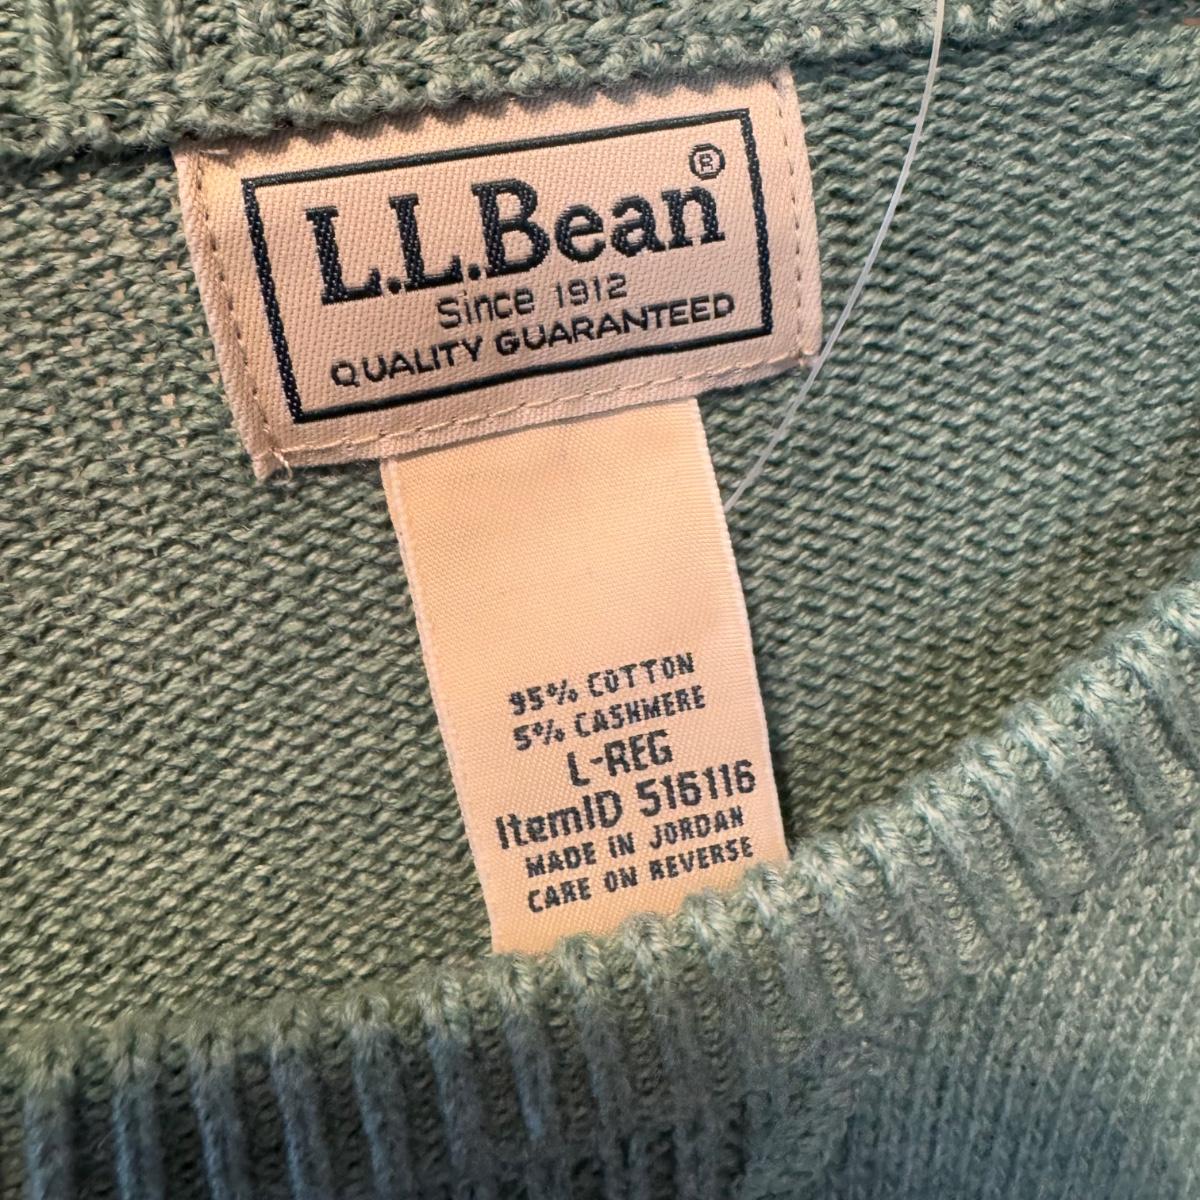 L.L.Bean®
Since 1912
QUALITY GUARANTEED
95% COTTON
5% CASHMERE
L-REG
ItemID 516116
MADE IN JORDAN
CARE ON REVERSE